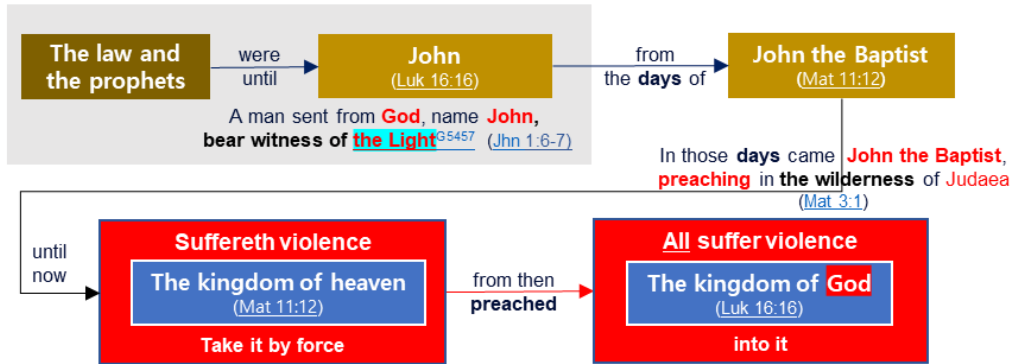 The law and
the prophets
were
until
John
(Luk 16:16)
from
the days of
John the Baptist
(Mat 11:12)
A man sent from God, name John,
bear witness of the Light G5457 (Jhn 1:6-7)
In those days came John the Baptist,
preaching in the wilderness of Judaea
(Mat 3:1)
until
now
Suffereth violence
The kingdom of heaven
(Mat 11:12)
Take it by force
from then
preached
All suffer violence
The kingdom of God
(Luk 16:16)
into it